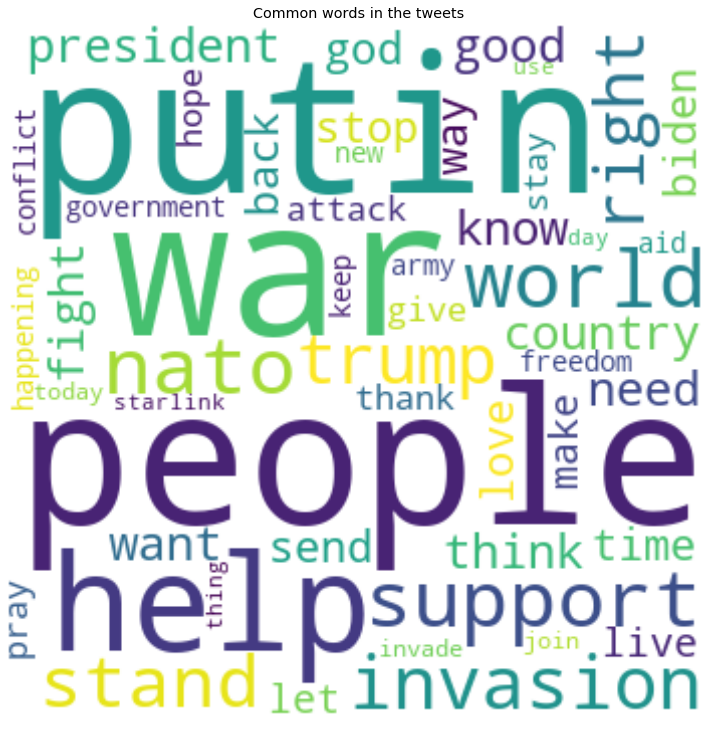 Common words in the tweets
president
god
good
use
putin
hope
back
stop
new
way
stay
right
biden
conflict
government
attack
know
day
aid
war
keep
army
world
happening
fight
give
country
nato
trump
freedom
today
starlink
thank
love
make
need
people
want
send
think
time
pray
help
thing
support
invade
join
live
stand
let
invasion